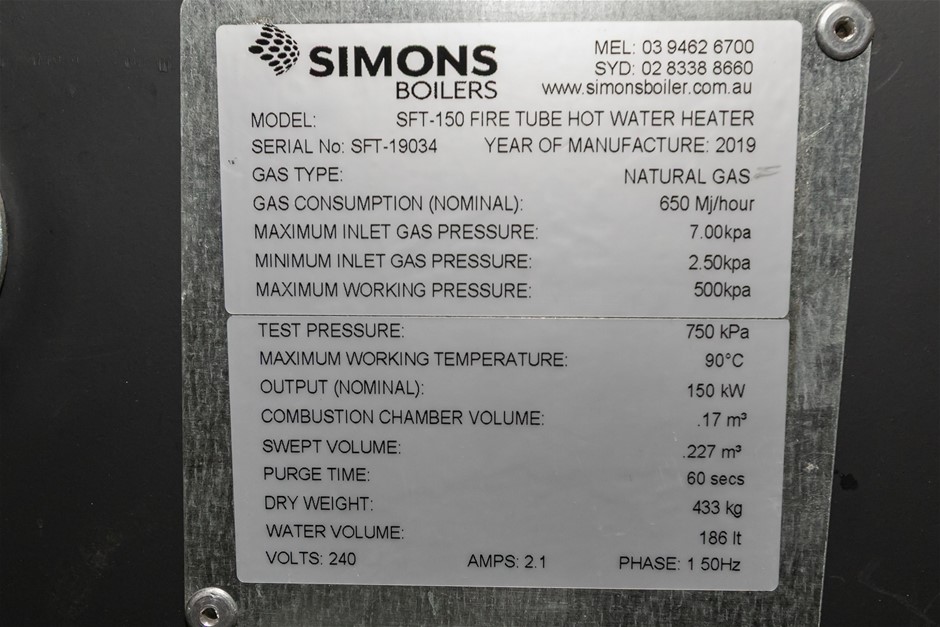 SIMONS
BOILERS
MEL: 03 9462 6700
SYD: 02 8338 8660
www.simonsboiler.com.au
MODEL: SFT-150 FIRE TUBE HOT WATER HEATER
SERIAL No: SFT-19034 YEAR OF MANUFACTURE: 2019
GAS TYPE: NATURAL GAS
GAS CONSUMPTION (NOMINAL): 650 Mj/hour
MAXIMUM INLET GAS PRESSURE: 7.00kpa
MINIMUM INLET GAS PRESSURE: 2.50kpa
MAXIMUM WORKING PRESSURE: 500kpa
TEST PRESSURE: 750 kPa
MAXIMUM WORKING TEMPERATURE: 90°C
OUTPUT (NOMINAL): 150 kW
COMBUSTION CHAMBER VOLUME: .17 m³
SWEPT VOLUME: .227 m³
PURGE TIME: 60 secs
DRY WEIGHT: 433 kg
WATER VOLUME: 186 lt
VOLTS: 240 AMPS: 2.1 PHASE: 1 50Hz